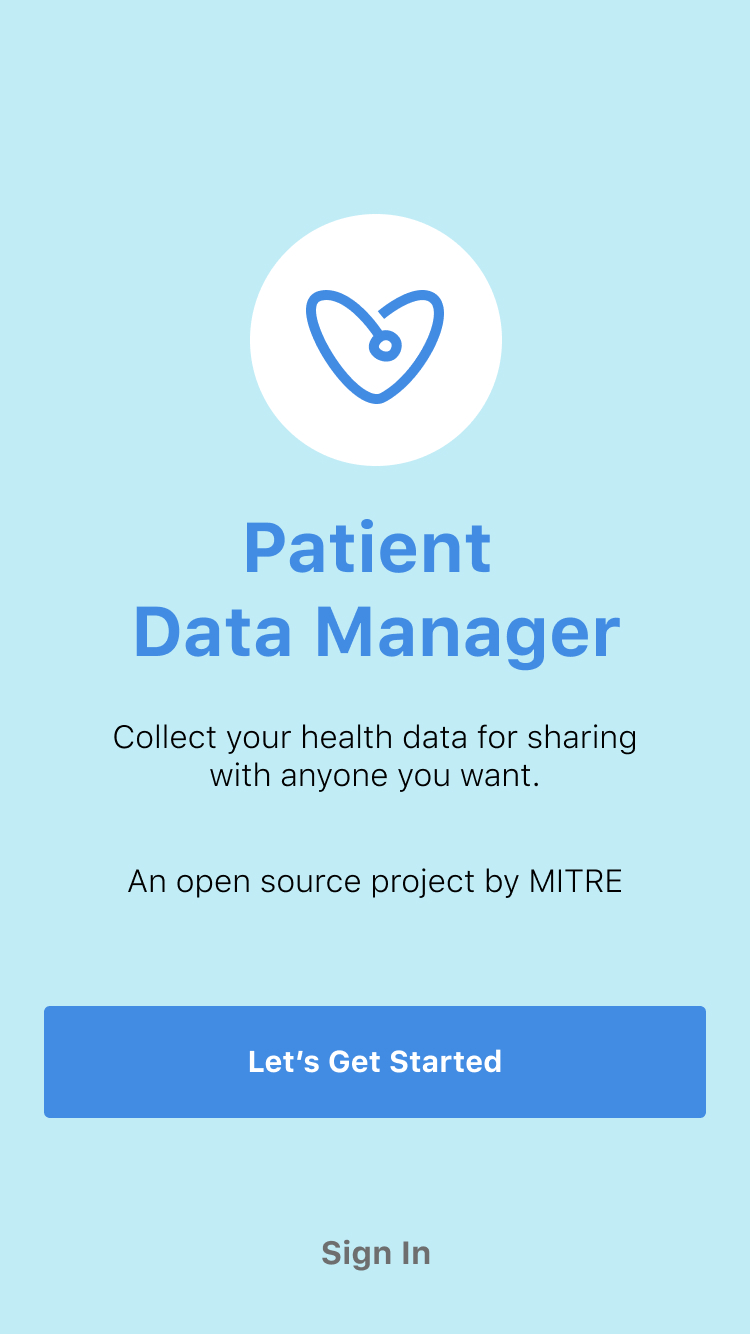 Patient
Data Manager
Collect your health data for sharing
with anyone you want.
An open source project by MITRE
Let’s Get Started
Sign In